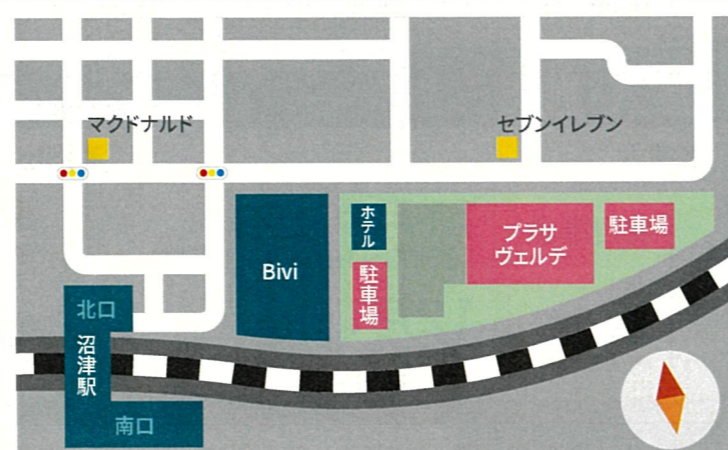 マクドナルド
セブンイレブン
ホテル
プラサ
ヴェルデ
駐車場
Bivi
駐車場
北口
沼津駅
南口